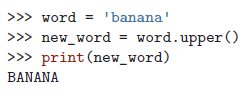 >>> word = 'banana'
>>> new_word = word.upper()
>>> print(new_word)
BANANA